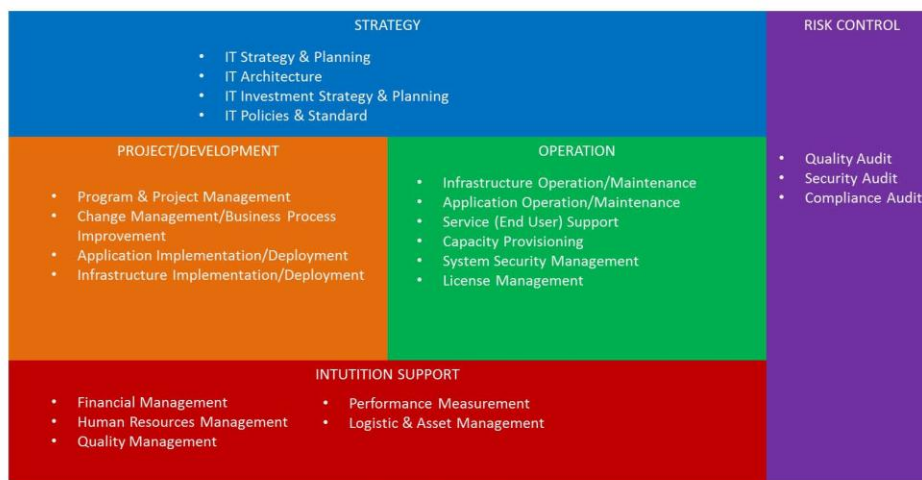 STRATEGY
• IT Strategy & Planning
• IT Architecture
• IT Investment Strategy & Planning
• IT Policies & Standard
RISK CONTROL
• Quality Audit
• Security Audit
• Compliance Audit
PROJECT/DEVELOPMENT
• Program & Project Management
• Change Management/Business Process
Improvement
• Application Implementation/Deployment
• Infrastructure Implementation/Deployment
OPERATION
• Infrastructure Operation/Maintenance
• Application Operation/Maintenance
• Service (End User) Support
• Capacity Provisioning
• System Security Management
• License Management
INTUTITION SUPPORT
• Financial Management
• Human Resources Management
• Quality Management
• Performance Measurement
• Logistic & Asset Management